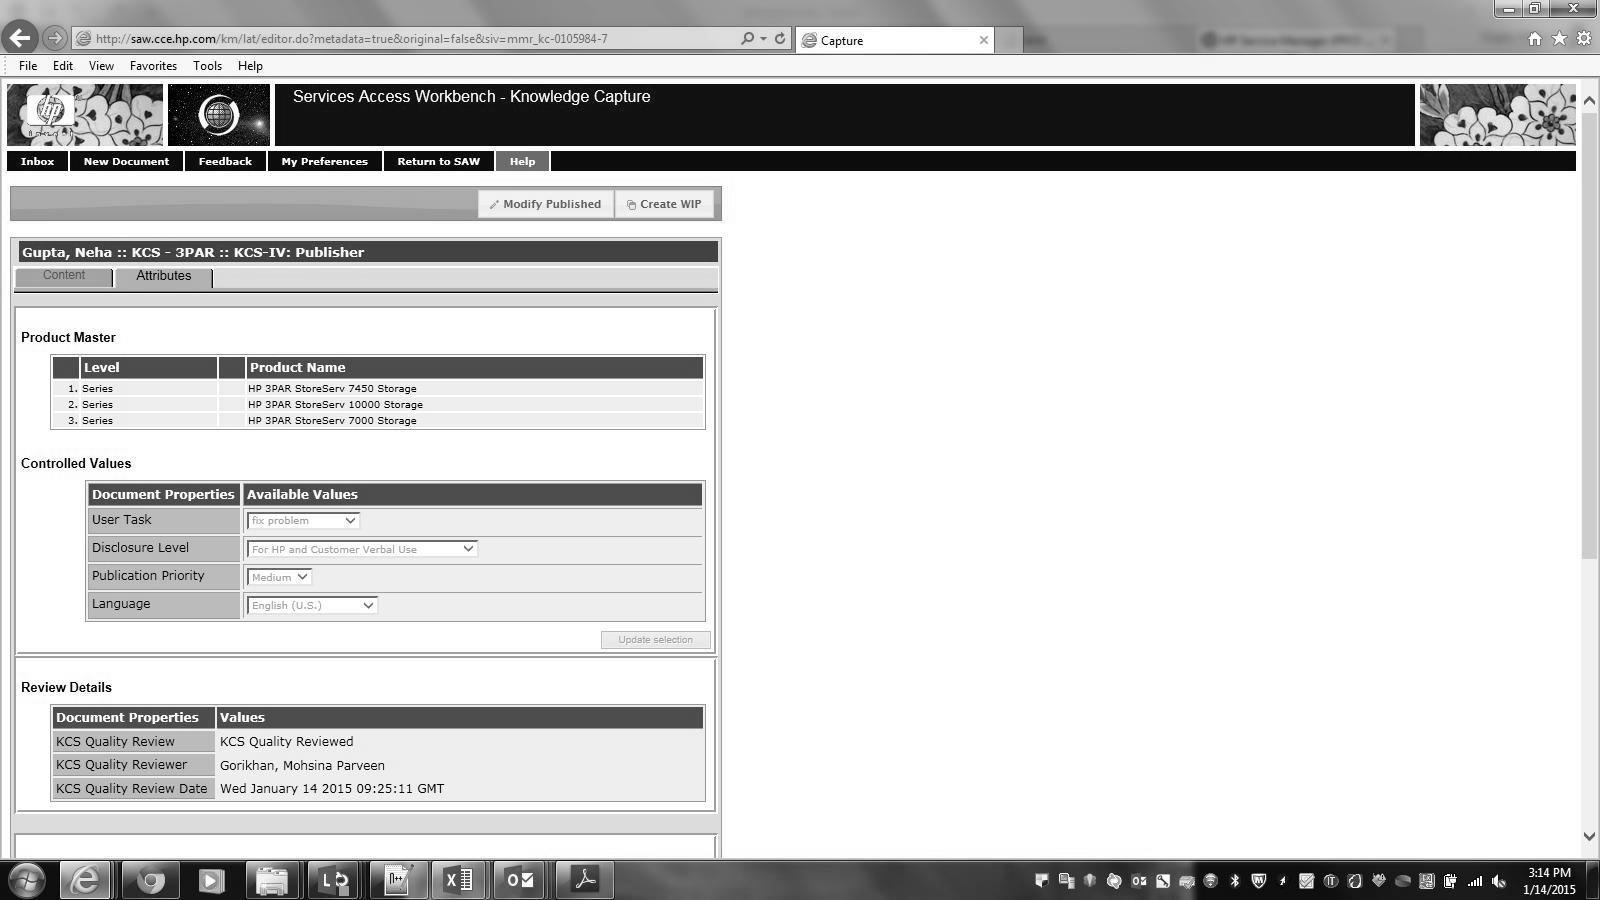 http://saw.cce.hp.com/km/lat/editor.do?metadata=true&original=false&siv=mmr_kc-0105984-7
Capture
File Edit View Favorites Tools Help
hp
Services Access Workbench - Knowledge Capture
Inbox New Document Feedback My Preferences Return to SAW Help
Modify Published Create WIP
Gupta, Neha :: KCS - 3PAR :: KCS-IV: Publisher
Content Attributes
Product Master
Level Product Name
1. Series HP 3PAR StoreServ 7450 Storage
2. Series HP 3PAR StoreServ 10000 Storage
3. Series HP 3PAR StoreServ 7000 Storage
Controlled Values
Document Properties Available Values
User Task fix problem
Disclosure Level For HP and Customer Verbal Use
Publication Priority Medium
Language English (U.S.)
Update selection
Review Details
Document Properties Values
KCS Quality Review KCS Quality Reviewed
KCS Quality Reviewer Gorikhan, Mohsina Parveen
KCS Quality Review Date Wed January 14 2015 09:25:11 GMT
3:14 PM
1/14/2015